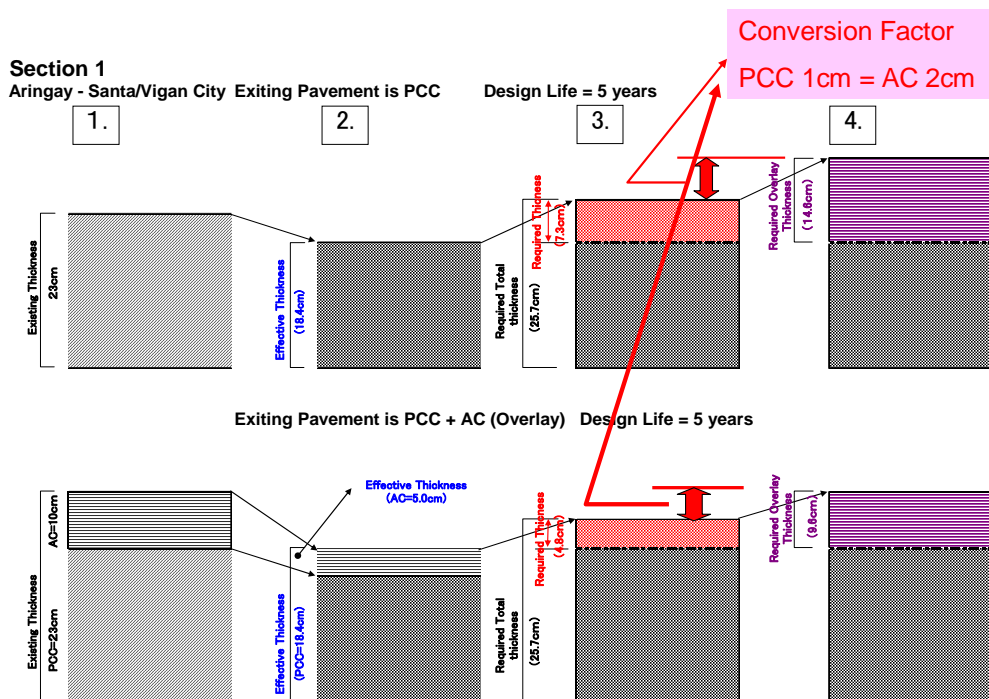 Conversion Factor
PCC 1cm = AC 2cm
Section 1
Aringay - Santa/Vigan City Exiting Pavement is PCC Design Life = 5 years
1.
2.
3.
4.
Existing Thickness
23cm
Effective Thickness
(18.4cm)
Required Thicness
(7.3cm)
Required Total
thickness
(25.7cm)
Required Overlay
Thickness
(14.6cm)
Exiting Pavement is PCC + AC (Overlay) Design Life = 5 years
AC=10cm
Existing Thickness
PCC=23cm
Effective Thickness
(AC=5.0cm)
Effective Thickness
(PCC=18.4cm)
Required Thicness
(4.8cm)
Required Total
thickness
(25.7cm)
Required Overlay
Thickness
(9.6cm)